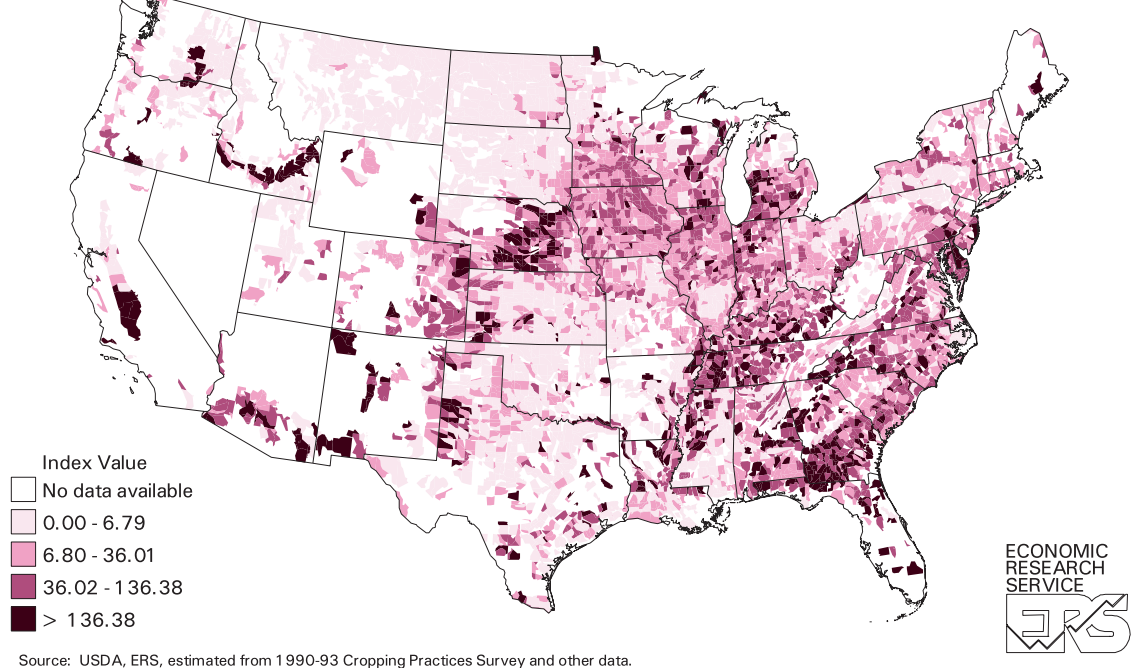 Index Value
No data available
0.00 - 6.79
6.80 - 36.01
36.02 - 136.38
> 136.38
ECONOMIC
RESEARCH
SERVICE
ERS
Source: USDA, ERS, estimated from 1990-93 Cropping Practices Survey and other data.